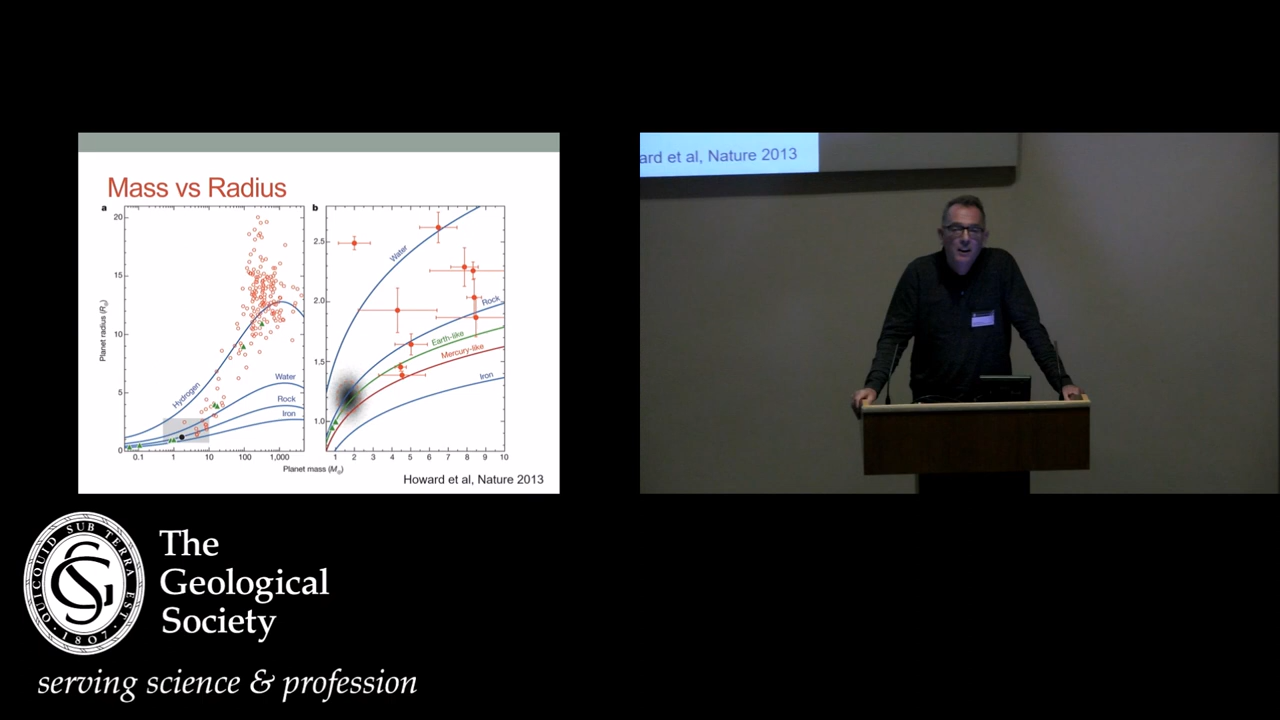 Mass vs Radius
a
b
20
15
10
5
0
Planet radius (R⊕)
Hydrogen
Water
Rock
Iron
0.1
1
10
100
1,000
2.5
2.0
1.5
1.0
Water
Rock
Earth-like
Mercury-like
Iron
1
2
3
4
5
6
7
8
9
10
Planet mass (M⊕)
Howard et al, Nature 2013
ard et al, Nature 2013
QUICQUID SUB TERRA EST
1807
The
Geological
Society
serving science & profession